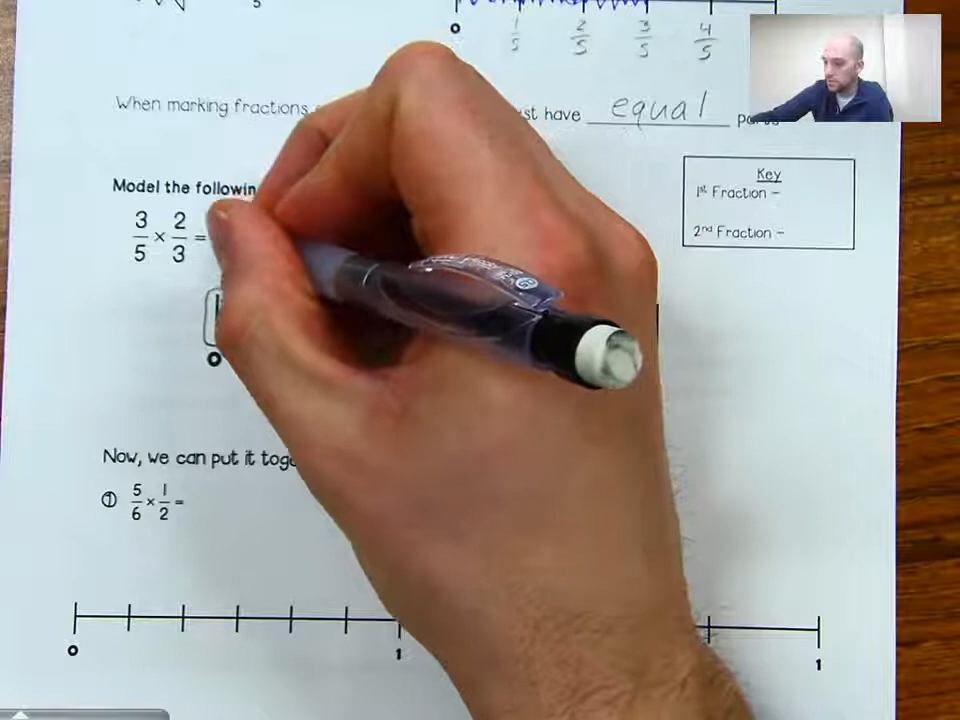 5
0 1/5 2/5 3/5 4/5
When marking fractions st have equal
Model the followin
3/5 × 2/3 =
Key
1st Fraction -
2nd Fraction -
0
Now, we can put it tog
① 5/6 × 1/2 =
0 1 1